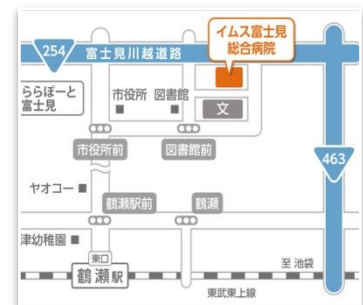 イムス富士見
総合病院
254
富士見川越道路
ららぽーと
富士見
市役所
図書館
文
市役所前
図書館前
463
ヤオコー
鶴瀬駅前
鶴瀬
津幼稚園
東口
鶴瀬駅
至 池袋
東武東上線